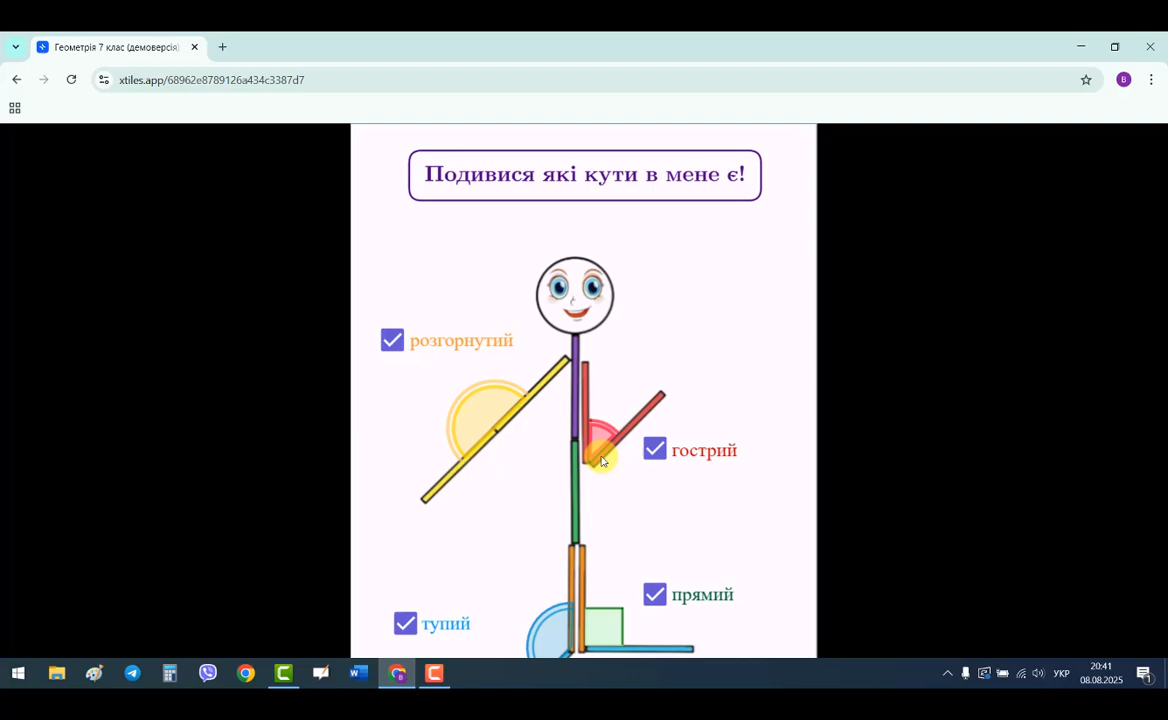 Геометрія 7 клас (демоверсія)
xtiles.app/68962e8789126a434c3387d7
B
Подивися які кути в мене є!
розгорнутий
гострий
прямий
тупий
УКР
20:41
08.08.2025